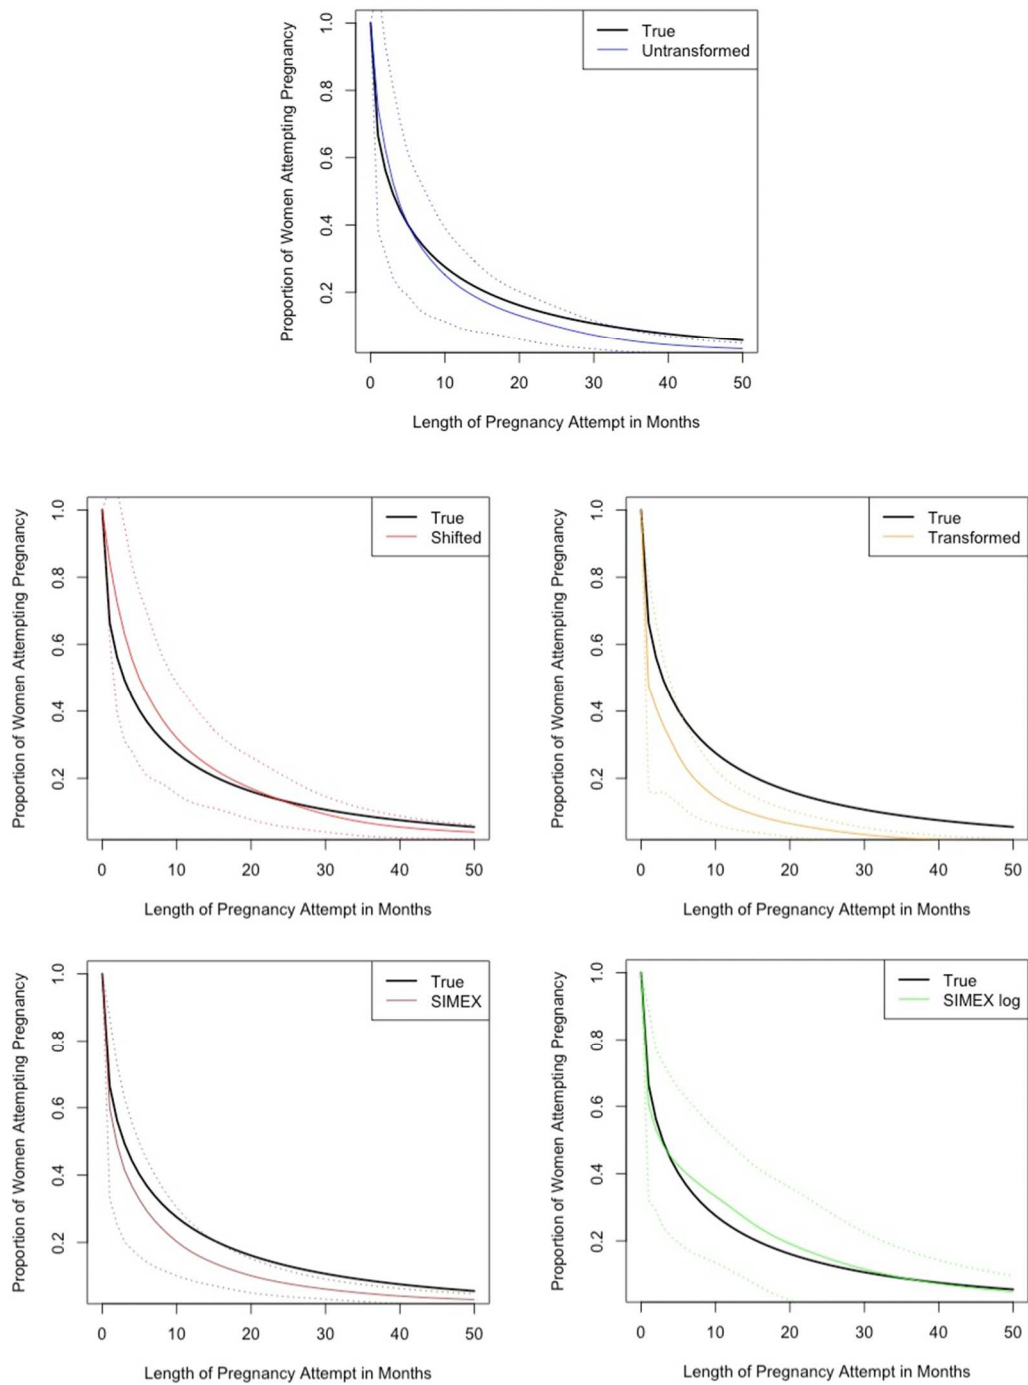 True
Untransformed
Proportion of Women Attempting Pregnancy
1.0
0.8
0.6
0.4
0.2
0 10 20 30 40 50
Length of Pregnancy Attempt in Months
True
Shifted
Proportion of Women Attempting Pregnancy
1.0
0.8
0.6
0.4
0.2
0 10 20 30 40 50
Length of Pregnancy Attempt in Months
True
Transformed
Proportion of Women Attempting Pregnancy
1.0
0.8
0.6
0.4
0.2
0 10 20 30 40 50
Length of Pregnancy Attempt in Months
True
SIMEX
Proportion of Women Attempting Pregnancy
1.0
0.8
0.6
0.4
0.2
0 10 20 30 40 50
Length of Pregnancy Attempt in Months
True
SIMEX log
Proportion of Women Attempting Pregnancy
1.0
0.8
0.6
0.4
0.2
0 10 20 30 40 50
Length of Pregnancy Attempt in Months